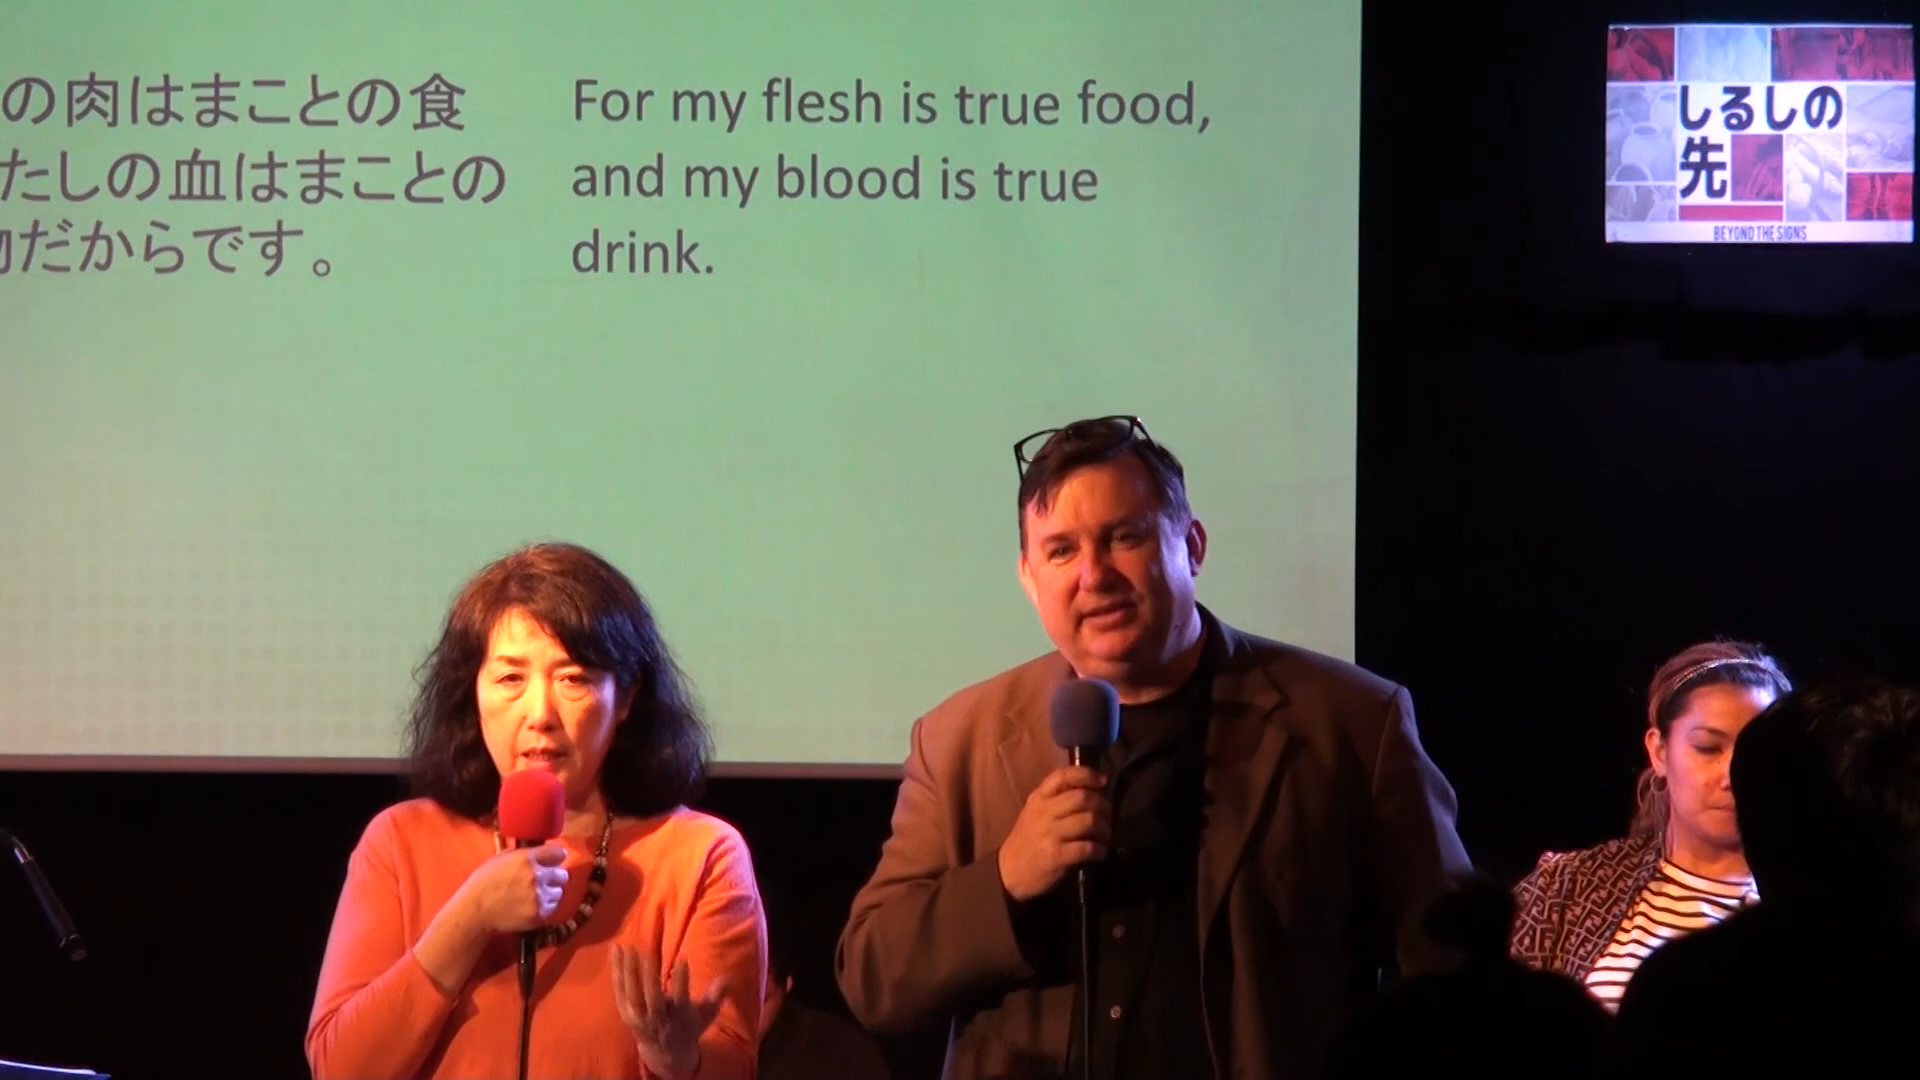 の肉はまことの食
たしの血はまことの
物だからです。
For my flesh is true food,
and my blood is true
drink.
しるしの
先
BEYOND THE SIGNS